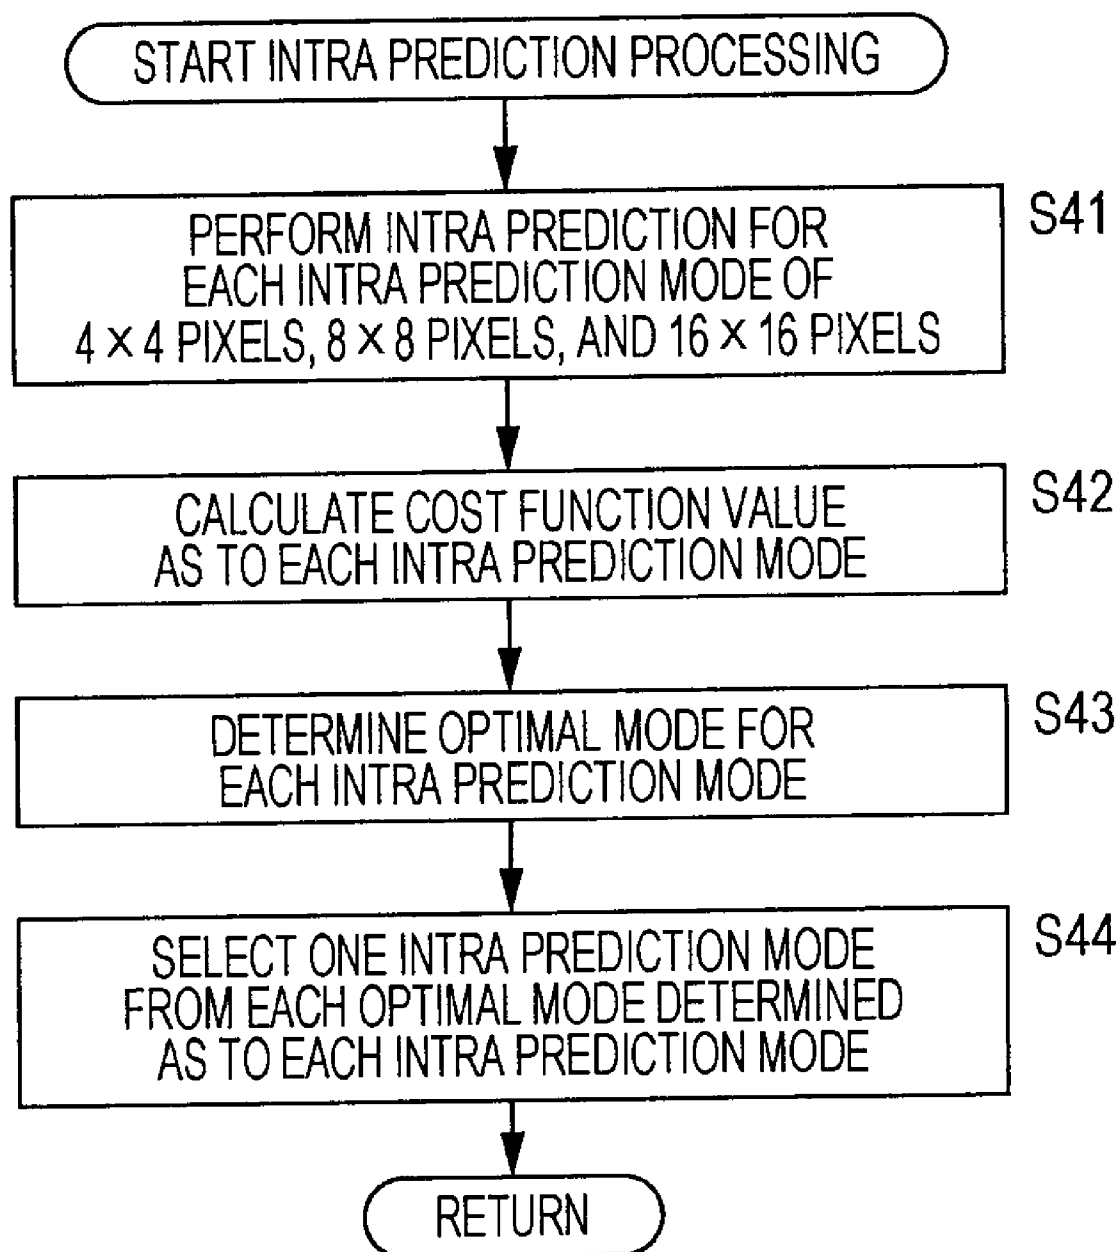 START INTRA PREDICTION PROCESSING
PERFORM INTRA PREDICTION FOR
EACH INTRA PREDICTION MODE OF
4 × 4 PIXELS, 8 × 8 PIXELS, AND 16 × 16 PIXELS
S41
CALCULATE COST FUNCTION VALUE
AS TO EACH INTRA PREDICTION MODE
S42
DETERMINE OPTIMAL MODE FOR
EACH INTRA PREDICTION MODE
S43
SELECT ONE INTRA PREDICTION MODE
FROM EACH OPTIMAL MODE DETERMINED
AS TO EACH INTRA PREDICTION MODE
S44
RETURN